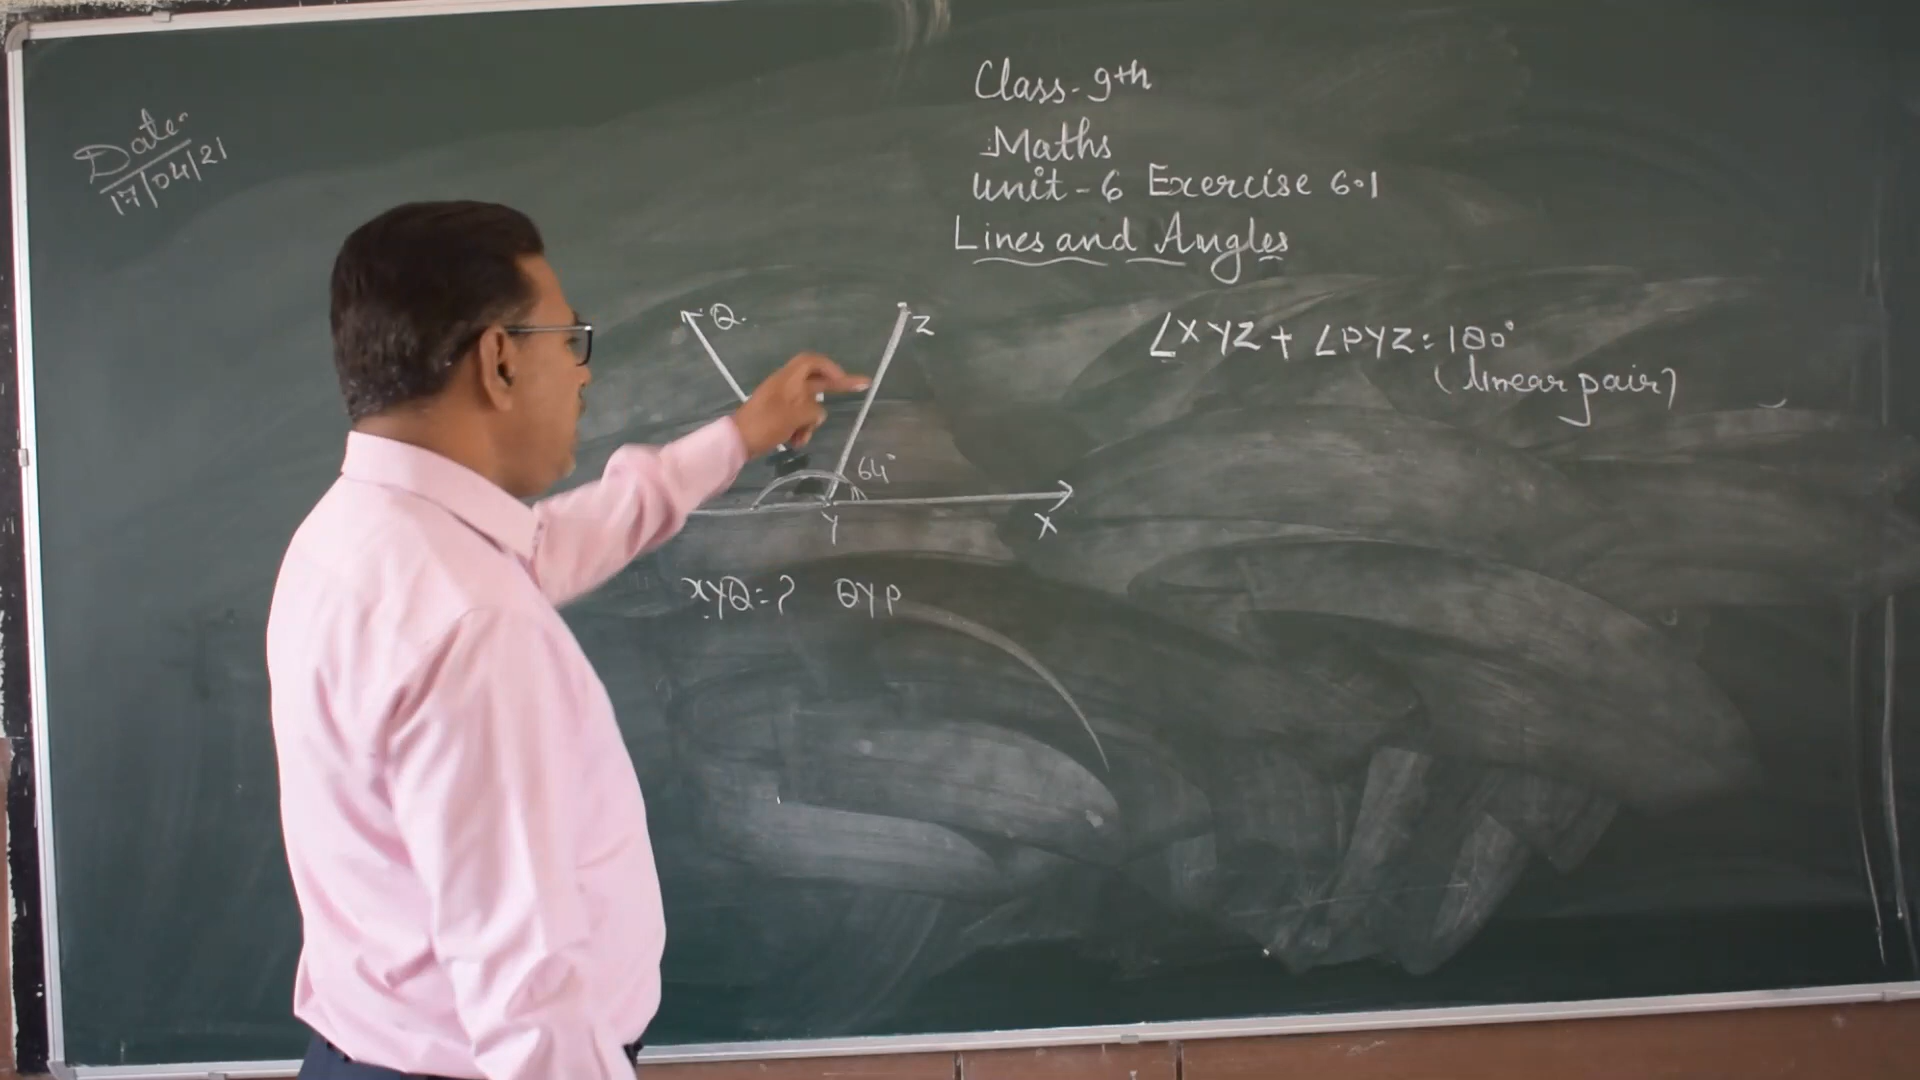 Date:
17/04/21
Class-9th
Maths
Unit-6 Exercise 6.1
Lines and Angles
Q.
Z
64°
Y
X
∠XYZ + ∠PYZ = 180°
(linear pair)
XYQ=? QYP